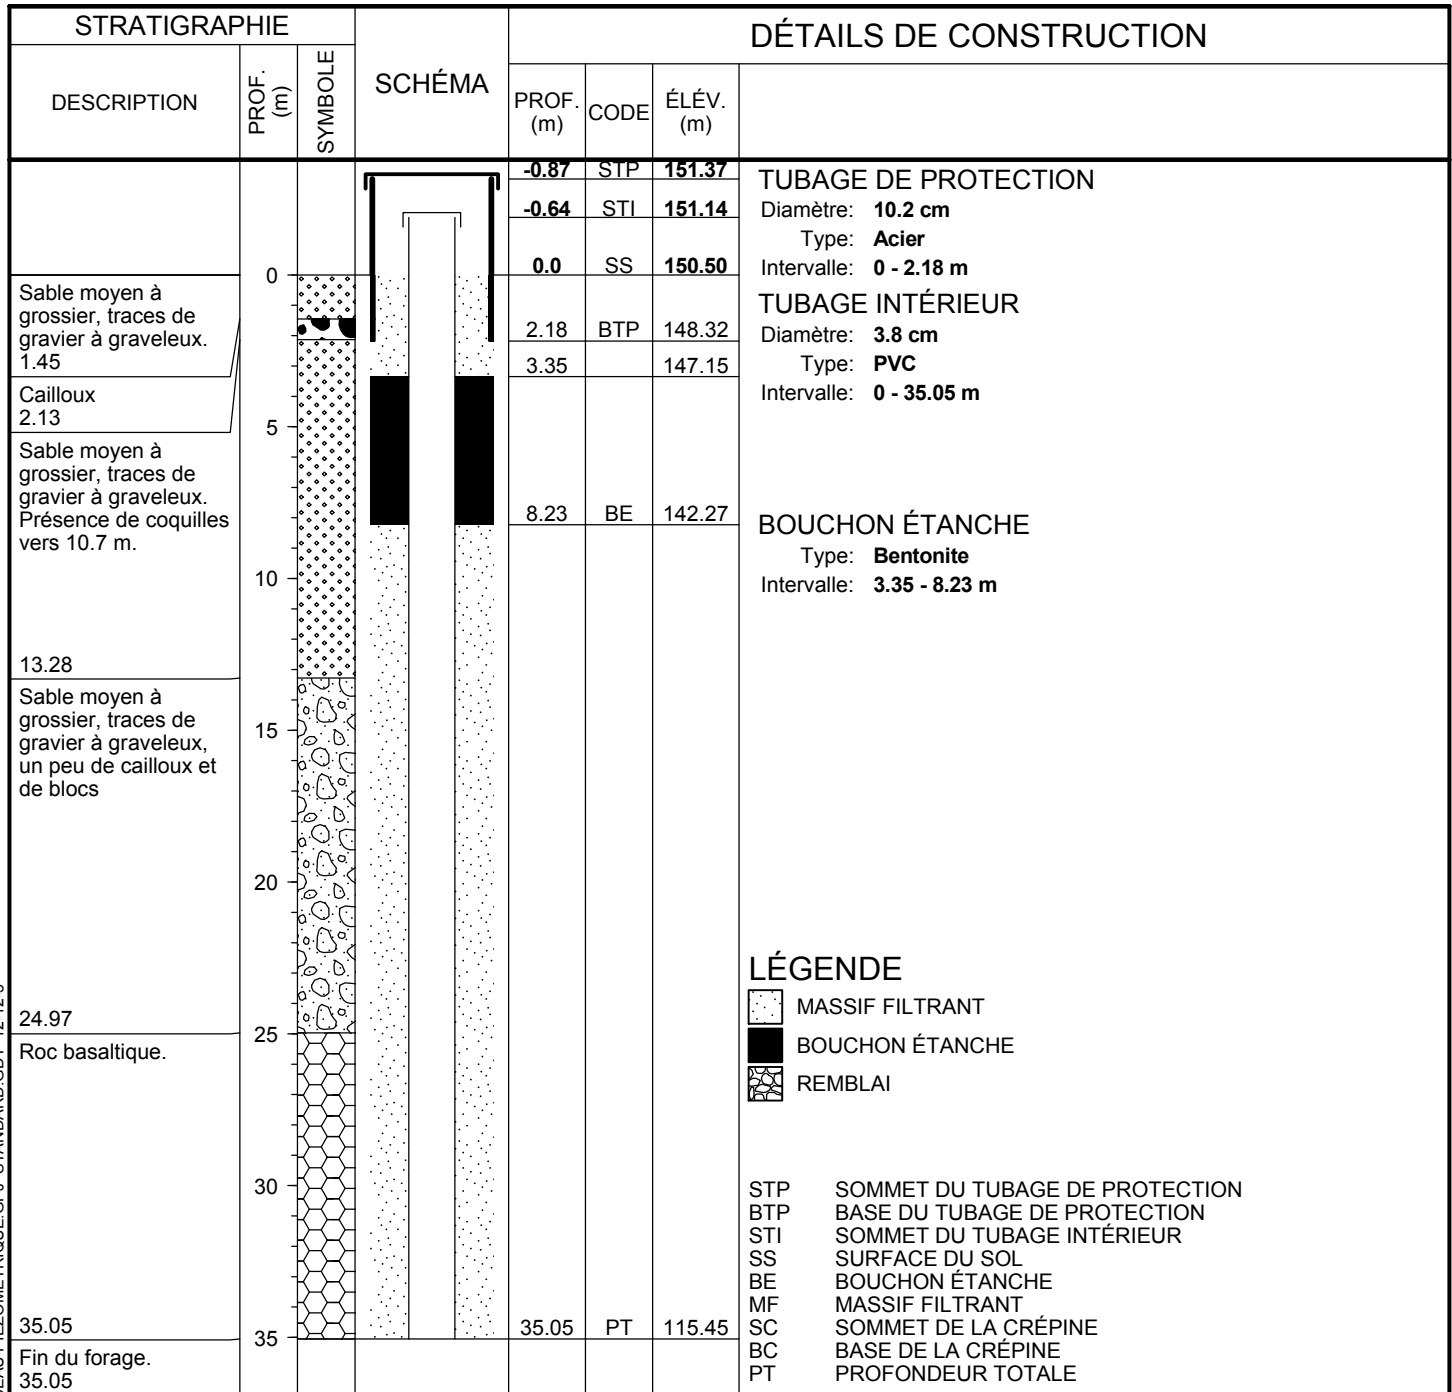 STRATIGRAPHIE
DESCRIPTION
PROF.
(m)
SYMBOLE
SCHÉMA
DÉTAILS DE CONSTRUCTION
PROF.
(m)
CODE
ÉLÉV.
(m)
-0.87 STP 151.37
-0.64 STI 151.14
0.0 SS 150.50
2.18 BTP 148.32
3.35 147.15
8.23 BE 142.27
35.05 PT 115.45
Sable moyen à
grossier, traces de
gravier à graveleux.
1.45
Cailloux
2.13
Sable moyen à
grossier, traces de
gravier à graveleux.
Présence de coquilles
vers 10.7 m.
13.28
Sable moyen à
grossier, traces de
gravier à graveleux,
un peu de cailloux et
de blocs
24.97
Roc basaltique.
35.05
Fin du forage.
35.05
0
5
10
15
20
25
30
35
TUBAGE DE PROTECTION
Diamètre: 10.2 cm
Type: Acier
Intervalle: 0 - 2.18 m
TUBAGE INTÉRIEUR
Diamètre: 3.8 cm
Type: PVC
Intervalle: 0 - 35.05 m
BOUCHON ÉTANCHE
Type: Bentonite
Intervalle: 3.35 - 8.23 m
LÉGENDE
MASSIF FILTRANT
BOUCHON ÉTANCHE
REMBLAI
STP SOMMET DU TUBAGE DE PROTECTION
BTP BASE DU TUBAGE DE PROTECTION
STI SOMMET DU TUBAGE INTÉRIEUR
SS SURFACE DU SOL
BE BOUCHON ÉTANCHE
MF MASSIF FILTRANT
SC SOMMET DE LA CRÉPINE
BC BASE DE LA CRÉPINE
PT PROFONDEUR TOTALE